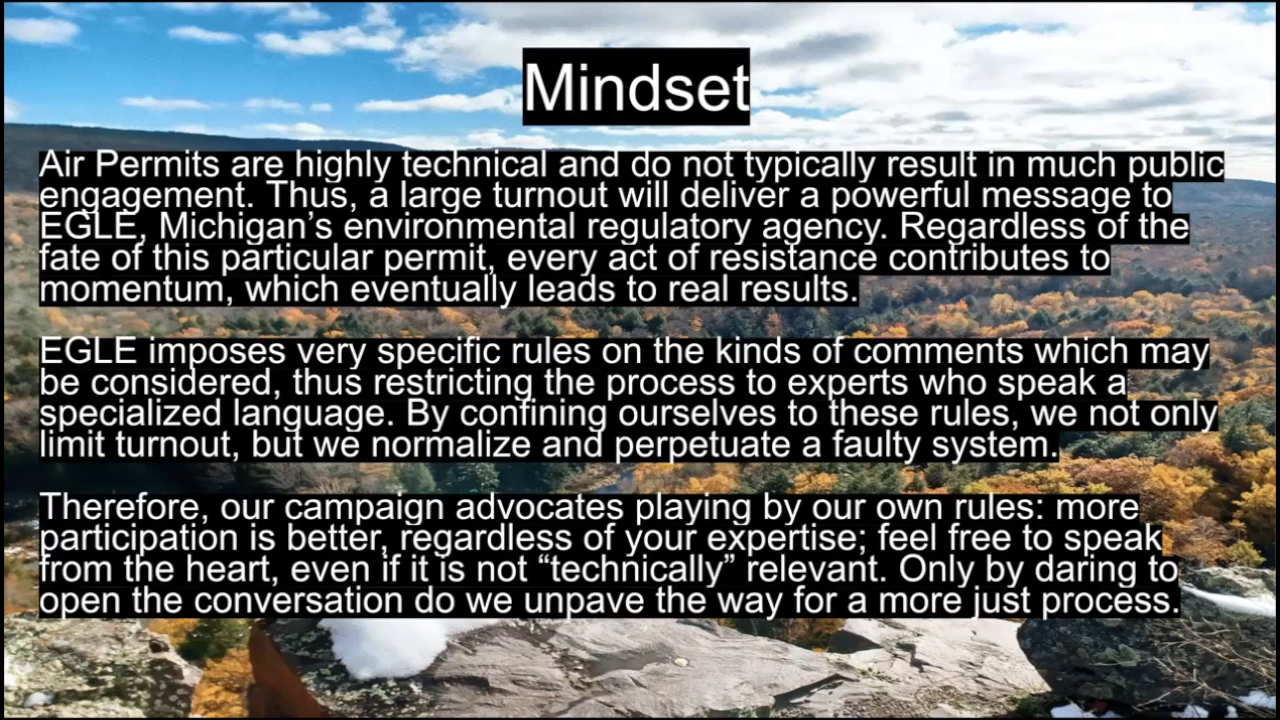 Mindset
Air Permits are highly technical and do not typically result in much public
engagement. Thus, a large turnout will deliver a powerful message to
EGLE, Michigan’s environmental regulatory agency. Regardless of the
fate of this particular permit, every act of resistance contributes to
momentum, which eventually leads to real results.
EGLE imposes very specific rules on the kinds of comments which may
be considered, thus restricting the process to experts who speak a
specialized language. By confining ourselves to these rules, we not only
limit turnout, but we normalize and perpetuate a faulty system.
Therefore, our campaign advocates playing by our own rules: more
participation is better, regardless of your expertise; feel free to speak
from the heart, even if it is not “technically” relevant. Only by daring to
open the conversation do we unpave the way for a more just process.